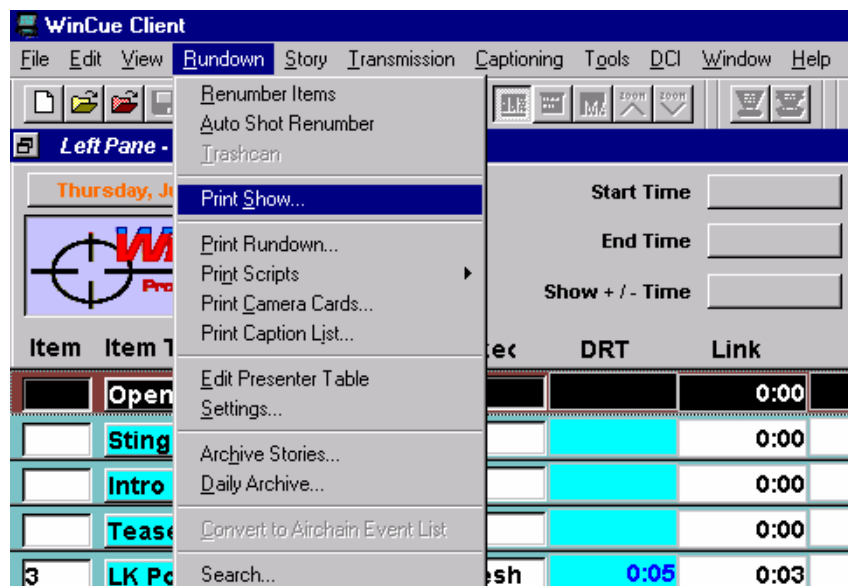 WinCue Client
File Edit View Rundown Story Transmission Captioning Tools DCI Window Help
Renumber Items
Auto Shot Renumber
Trashcan
Print Show...
Print Rundown...
Print Scripts
Print Camera Cards...
Print Caption List...
Edit Presenter Table
Settings...
Archive Stories...
Daily Archive...
Convert to Airchain Event List
Search...
ZOOM ZOOM
Left Pane -
Thursday,
Start Time
End Time
Show + / - Time
Item Item DRT Link
Open 0:00
Sting 0:00
Intro 0:00
Tease 0:00
3 LK 0:05 0:03